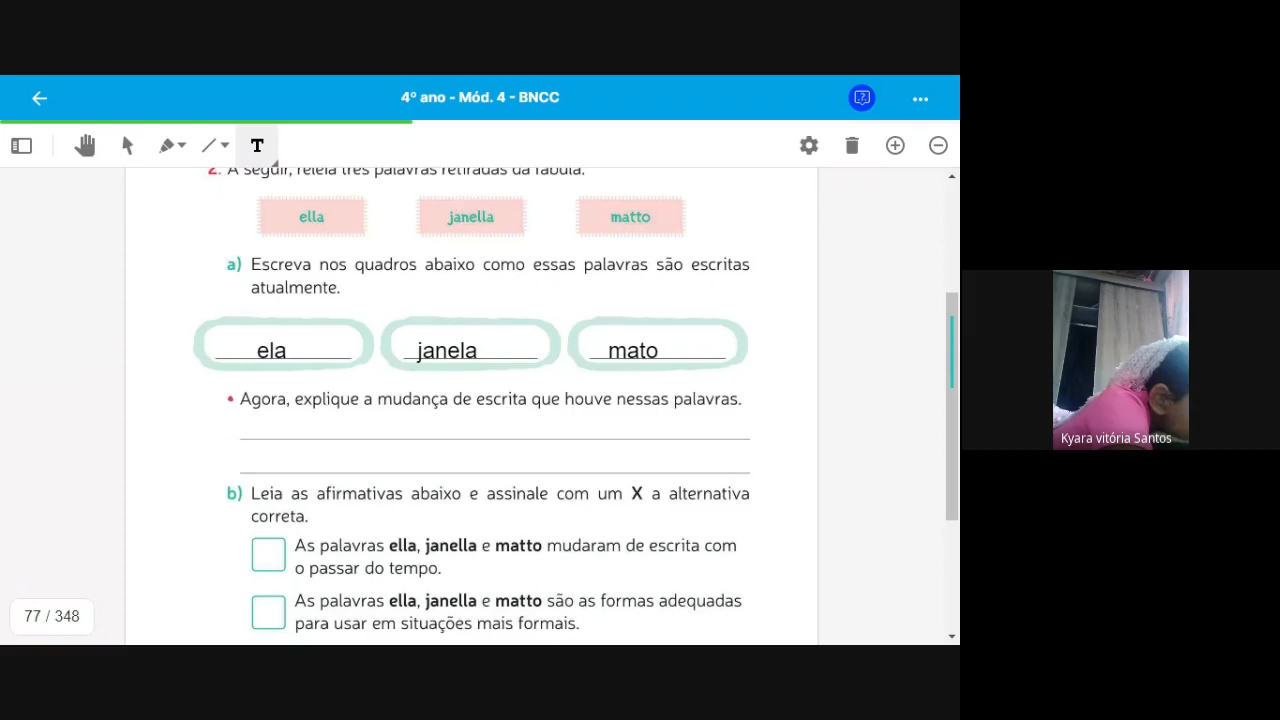 4º ano - Mód. 4 - BNCC
T
2. A seguir, releia três palavras retiradas da fábula.
ella janella matto
a) Escreva nos quadros abaixo como essas palavras são escritas
atualmente.
ela janela mato
• Agora, explique a mudança de escrita que houve nessas palavras.
b) Leia as afirmativas abaixo e assinale com um X a alternativa
correta.
As palavras ella, janella e matto mudaram de escrita com
o passar do tempo.
As palavras ella, janella e matto são as formas adequadas
para usar em situações mais formais.
77 / 348
Kyara vitória Santos